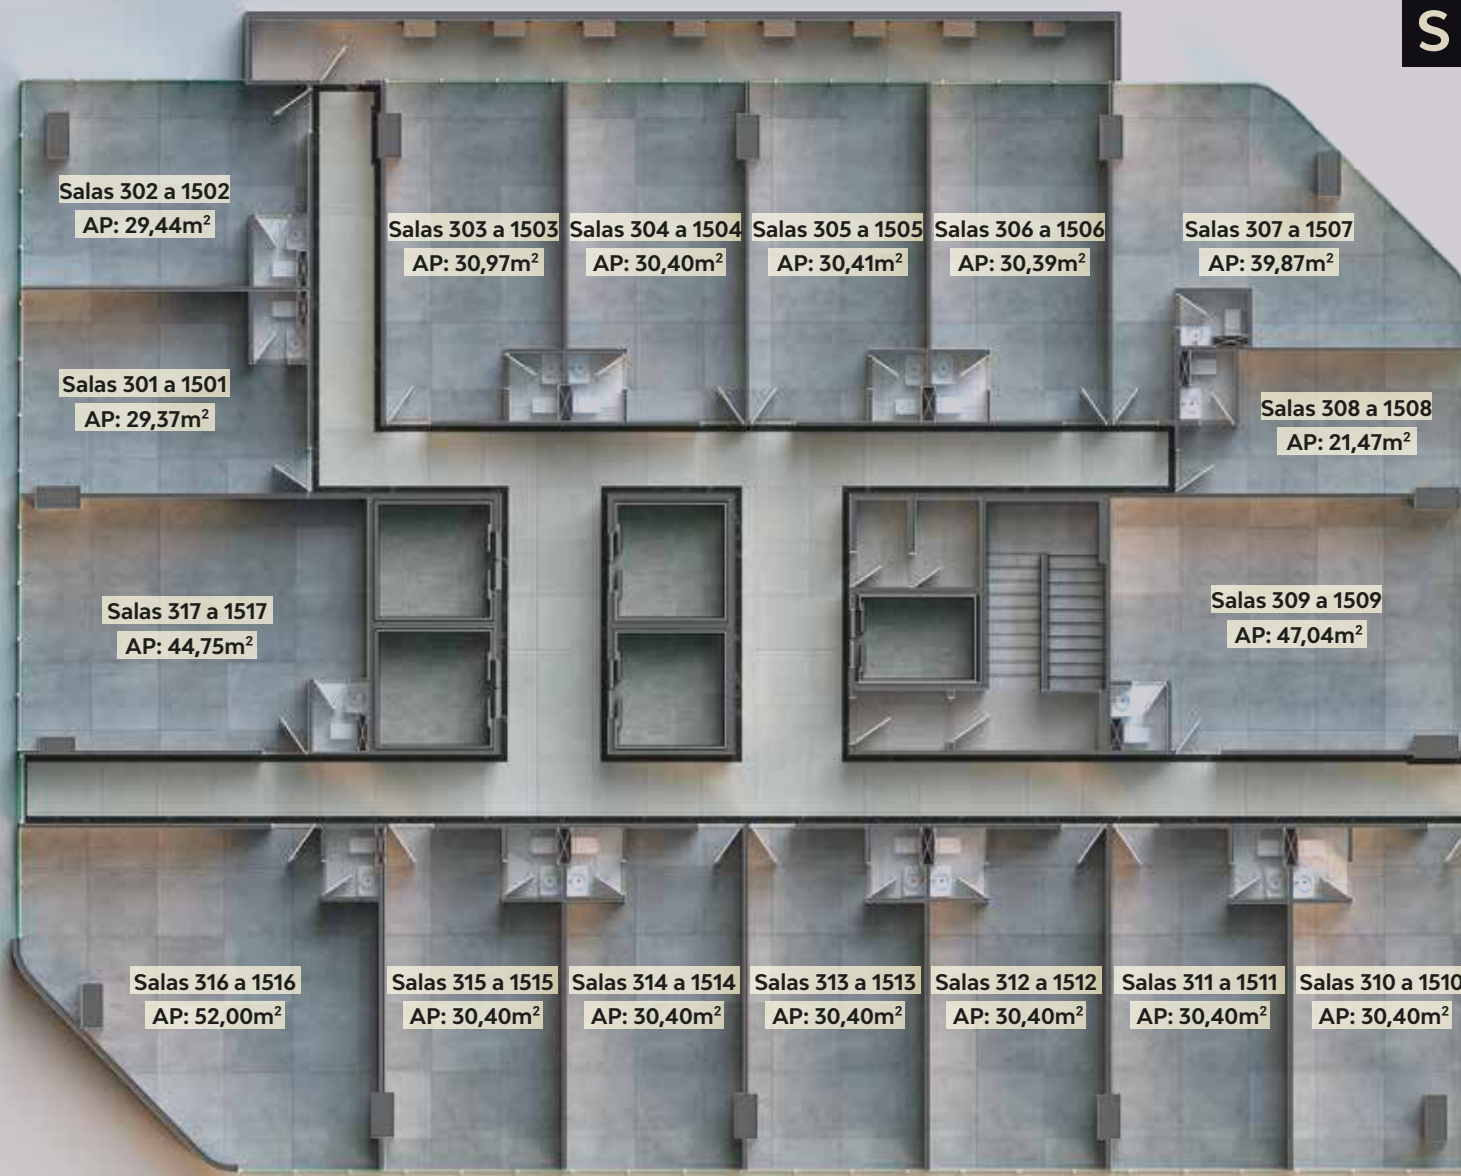 S
Salas 302 a 1502
AP: 29,44m²
Salas 303 a 1503
AP: 30,97m²
Salas 304 a 1504
AP: 30,40m²
Salas 305 a 1505
AP: 30,41m²
Salas 306 a 1506
AP: 30,39m²
Salas 307 a 1507
AP: 39,87m²
Salas 301 a 1501
AP: 29,37m²
Salas 308 a 1508
AP: 21,47m²
Salas 317 a 1517
AP: 44,75m²
Salas 309 a 1509
AP: 47,04m²
Salas 316 a 1516
AP: 52,00m²
Salas 315 a 1515
AP: 30,40m²
Salas 314 a 1514
AP: 30,40m²
Salas 313 a 1513
AP: 30,40m²
Salas 312 a 1512
AP: 30,40m²
Salas 311 a 1511
AP: 30,40m²
Salas 310 a 1510
AP: 30,40m²